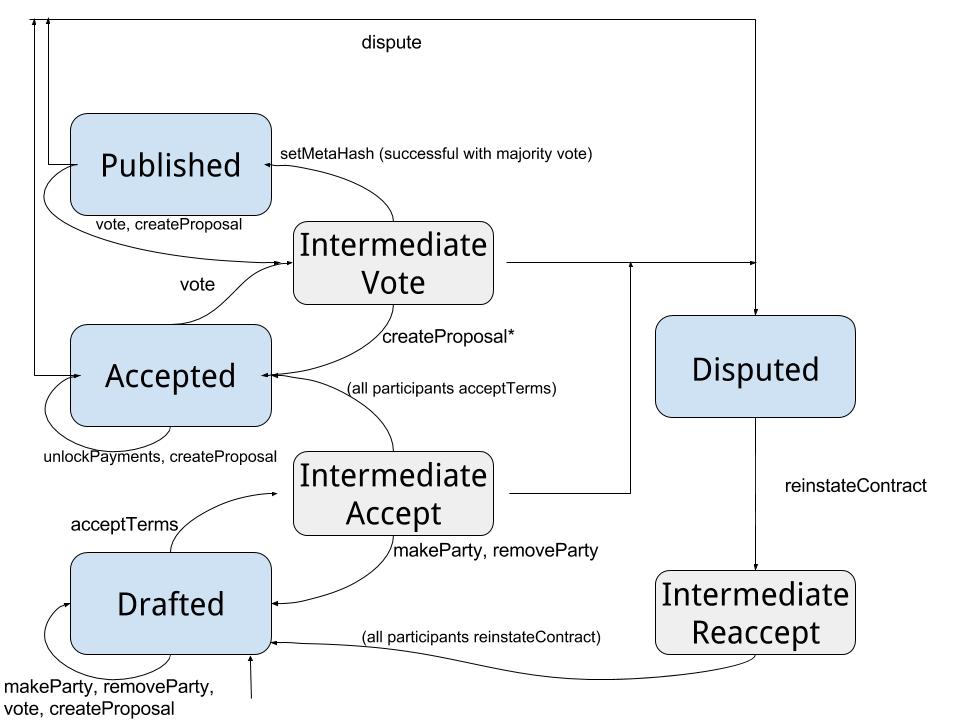 dispute
Published
setMetaHash (successful with majority vote)
vote, createProposal
Intermediate
Vote
vote
createProposal*
Accepted
Disputed
(all participants acceptTerms)
unlockPayments, createProposal
Intermediate
Accept
reinstateContract
acceptTerms
makeParty, removeParty
Drafted
Intermediate
Reaccept
(all participants reinstateContract)
makeParty, removeParty,
vote, createProposal